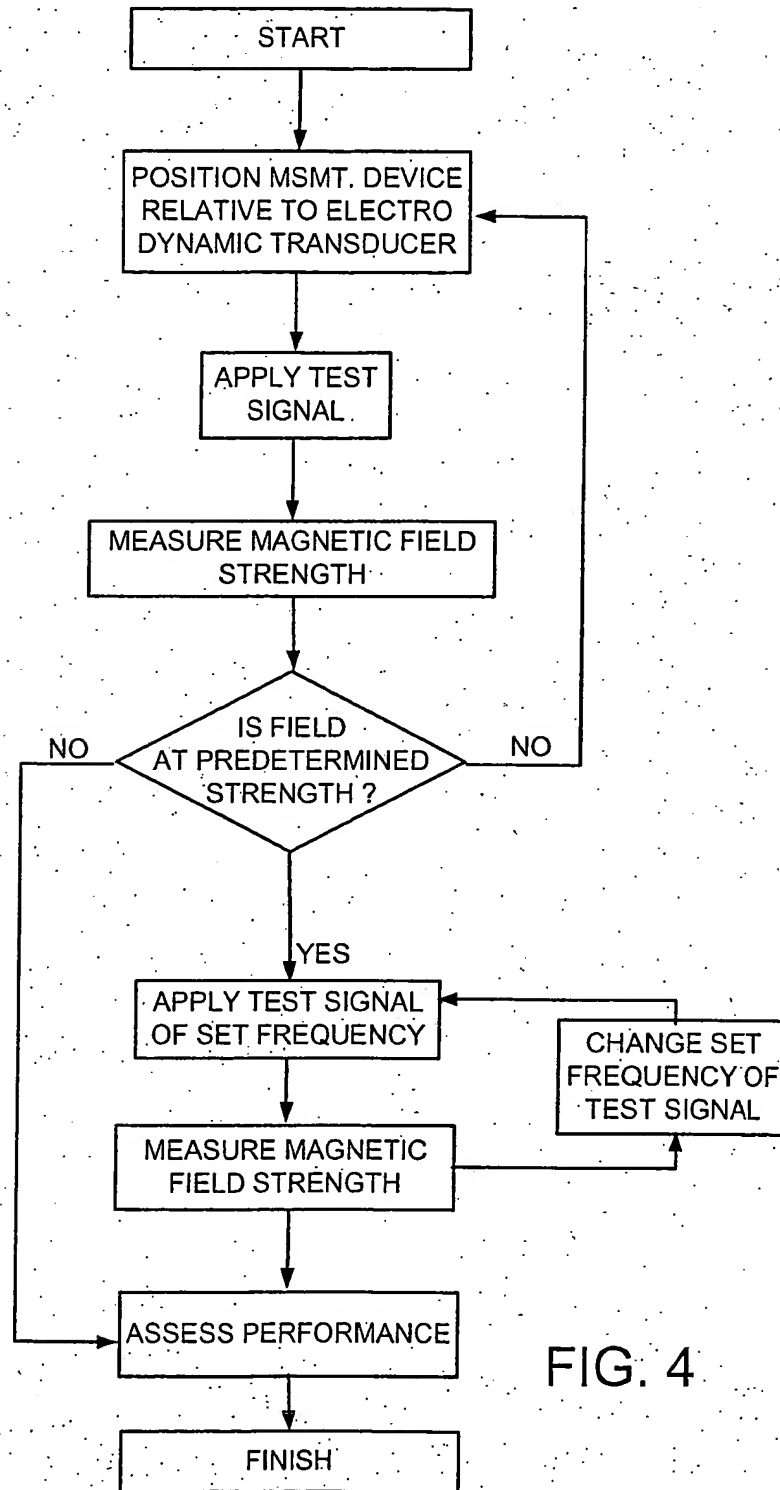 START
POSITION MSMT. DEVICE
RELATIVE TO ELECTRO
DYNAMIC TRANSDUCER
APPLY TEST
SIGNAL
MEASURE MAGNETIC FIELD
STRENGTH
IS FIELD
AT PREDETERMINED
STRENGTH ?
NO
NO
YES
APPLY TEST SIGNAL
OF SET FREQUENCY
CHANGE SET
FREQUENCY OF
TEST SIGNAL
MEASURE MAGNETIC
FIELD STRENGTH
ASSESS PERFORMANCE
FIG. 4
FINISH